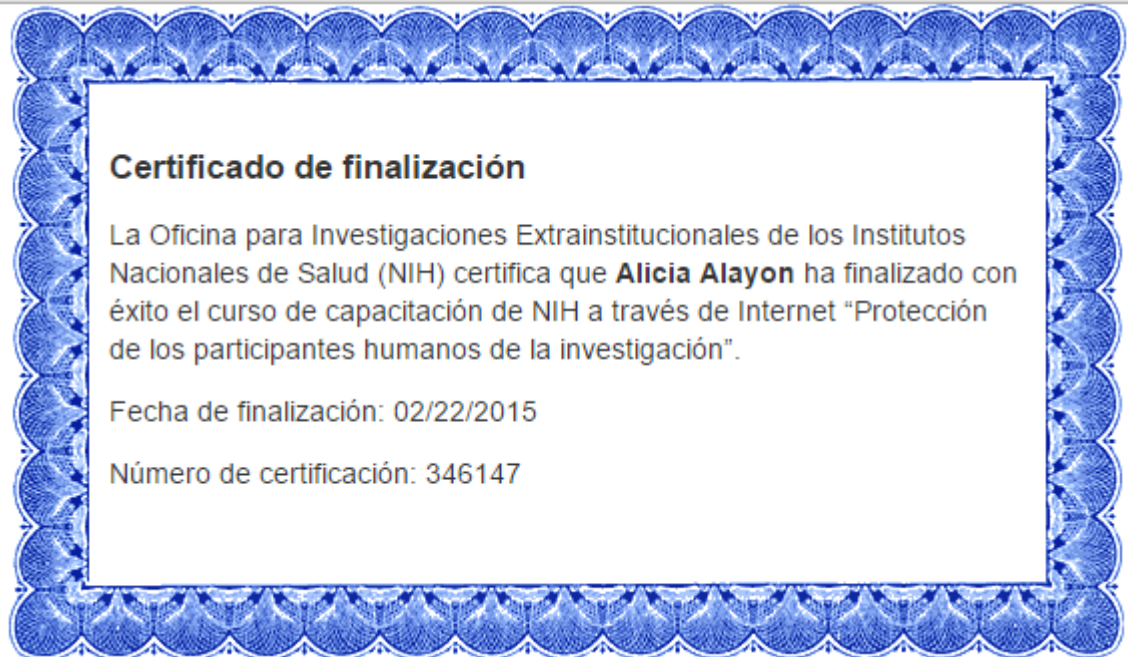 Certificado de finalización
La Oficina para Investigaciones Extrainstitucionales de los Institutos
Nacionales de Salud (NIH) certifica que Alicia Alayon ha finalizado con
éxito el curso de capacitación de NIH a través de Internet “Protección
de los participantes humanos de la investigación”.
Fecha de finalización: 02/22/2015
Número de certificación: 346147